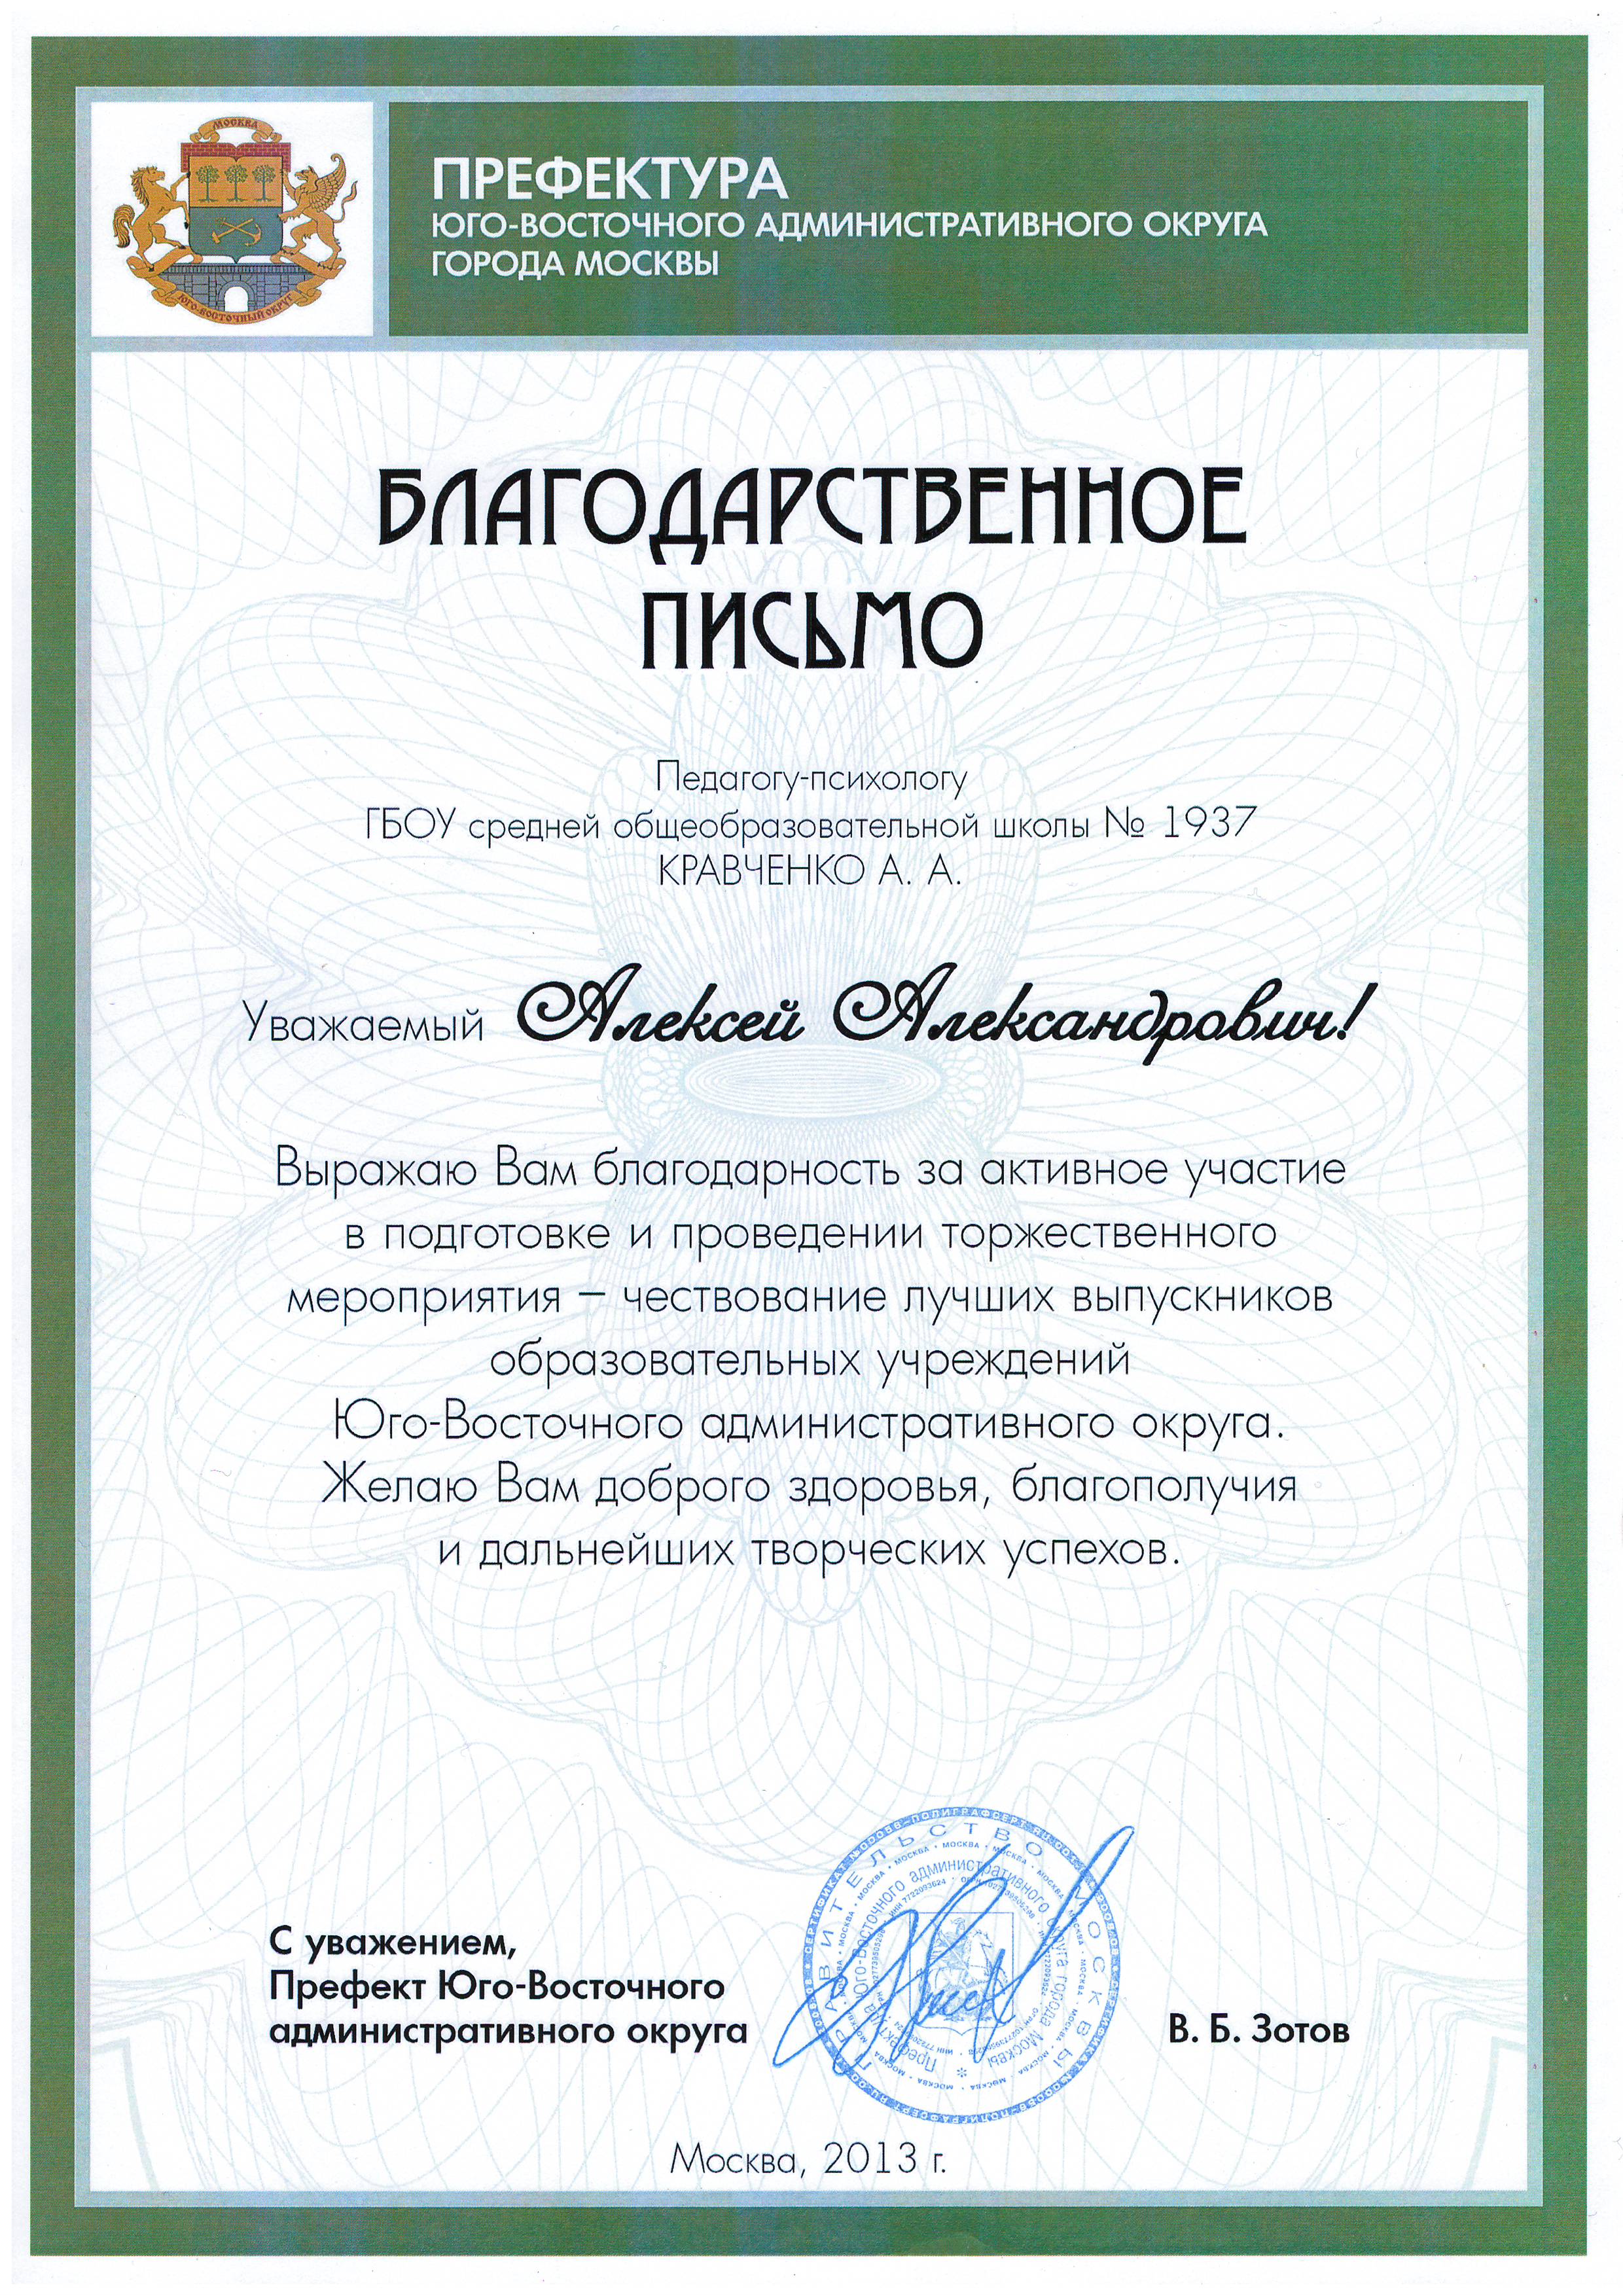 МОСКВА
ЮГО-ВОСТОЧНЫЙ ОКРУГ
ПРЕФЕКТУРА
ЮГО-ВОСТОЧНОГО АДМИНИСТРАТИВНОГО ОКРУГА
ГОРОДА МОСКВЫ
БЛАГОДАРСТВЕННОЕ
ПИСЬМО
Педагогу-психологу
ГБОУ средней общеобразовательной школы № 1937
КРАВЧЕНКО А. А.
Уважаемый Алексей Александрович!
Выражаю Вам благодарность за активное участие
в подготовке и проведении торжественного
мероприятия – чествование лучших выпускников
образовательных учреждений
Юго-Восточного административного округа.
Желаю Вам доброго здоровья, благополучия
и дальнейших творческих успехов.
С уважением,
Префект Юго-Восточного
административного округа
В. Б. Зотов
ПРАВИТЕЛЬСТВО МОСКВЫ
Префектура Юго-Восточного административного округа города Москвы
Москва, 2013 г.